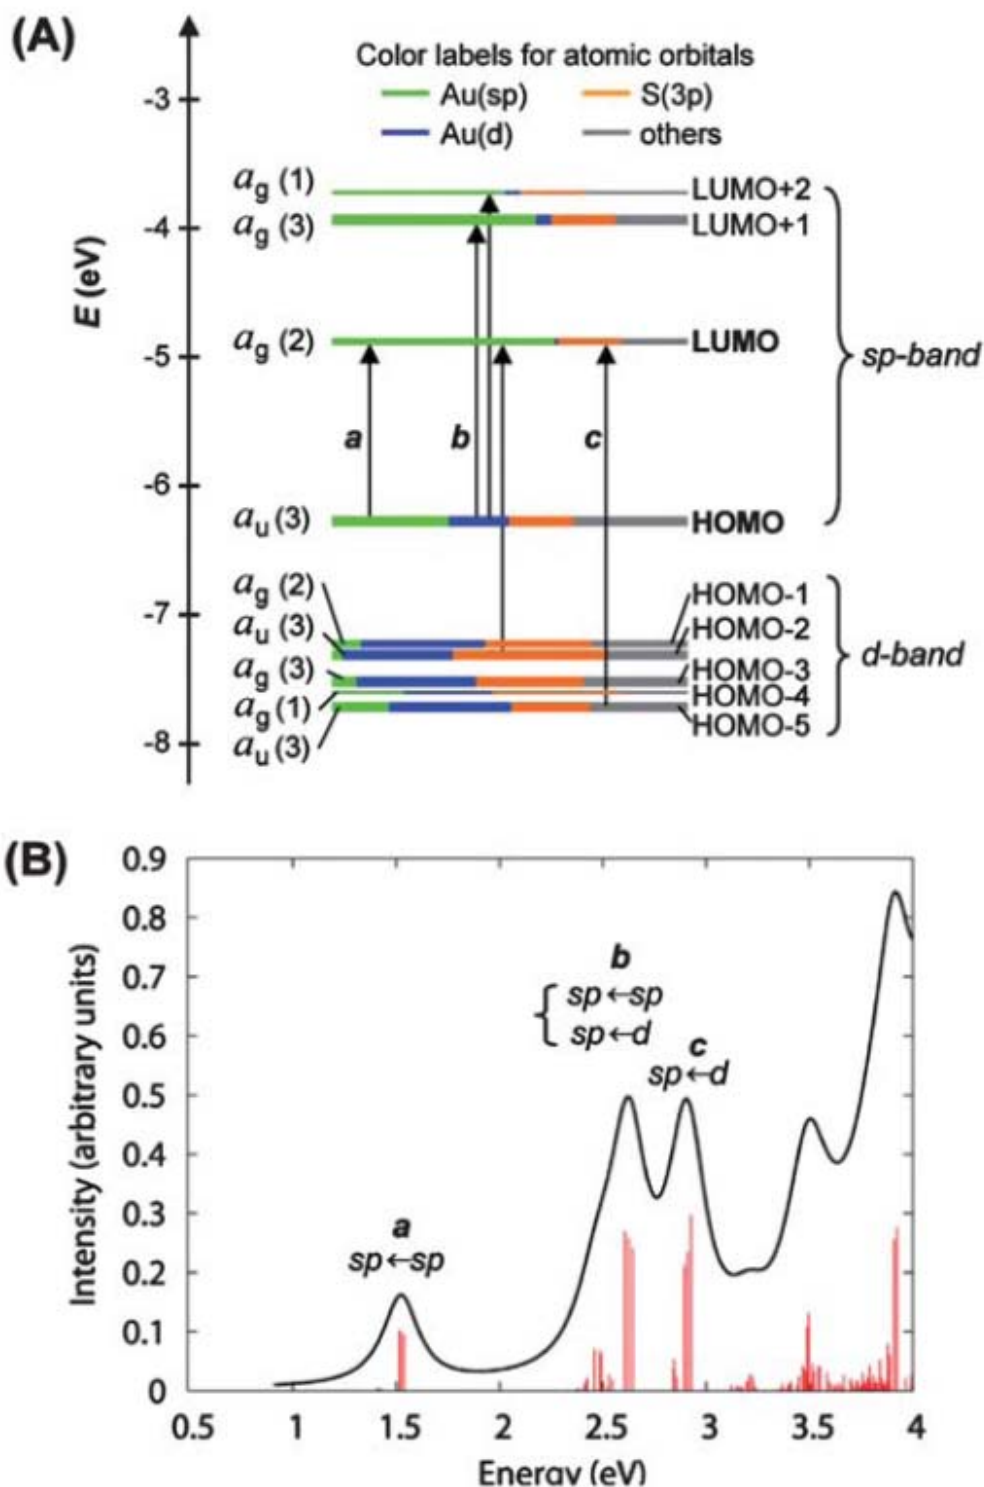 (A)
Color labels for atomic orbitals
Au(sp) S(3p)
Au(d) others
E (eV)
-3
-4
-5
-6
-7
-8
a_g (1) LUMO+2
a_g (3) LUMO+1
a_g (2) LUMO
a_u (3) HOMO
a_g (2) HOMO-1
a_u (3) HOMO-2
a_g (3) HOMO-3
a_g (1) HOMO-4
a_u (3) HOMO-5
a b c
sp-band
d-band
(B)
Intensity (arbitrary units)
0.9
0.8
0.7
0.6
0.5
0.4
0.3
0.2
0.1
0
b
sp←sp
sp←d
c
sp←d
a
sp←sp
0.5 1 1.5 2 2.5 3 3.5 4
Energy (eV)